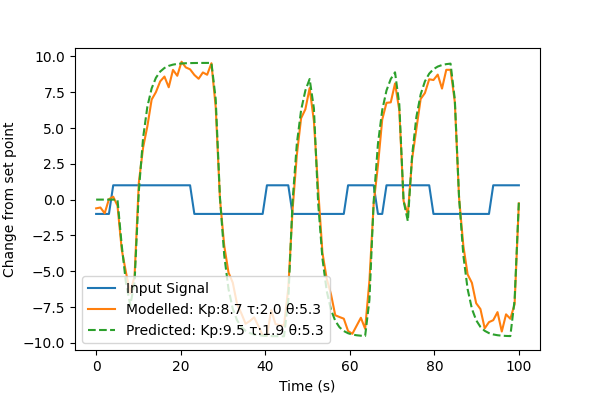 Change from set point
10.0
7.5
5.0
2.5
0.0
−2.5
−5.0
−7.5
−10.0
Input Signal
Modelled: Kp:8.7 τ:2.0 θ:5.3
Predicted: Kp:9.5 τ:1.9 θ:5.3
0 20 40 60 80 100
Time (s)